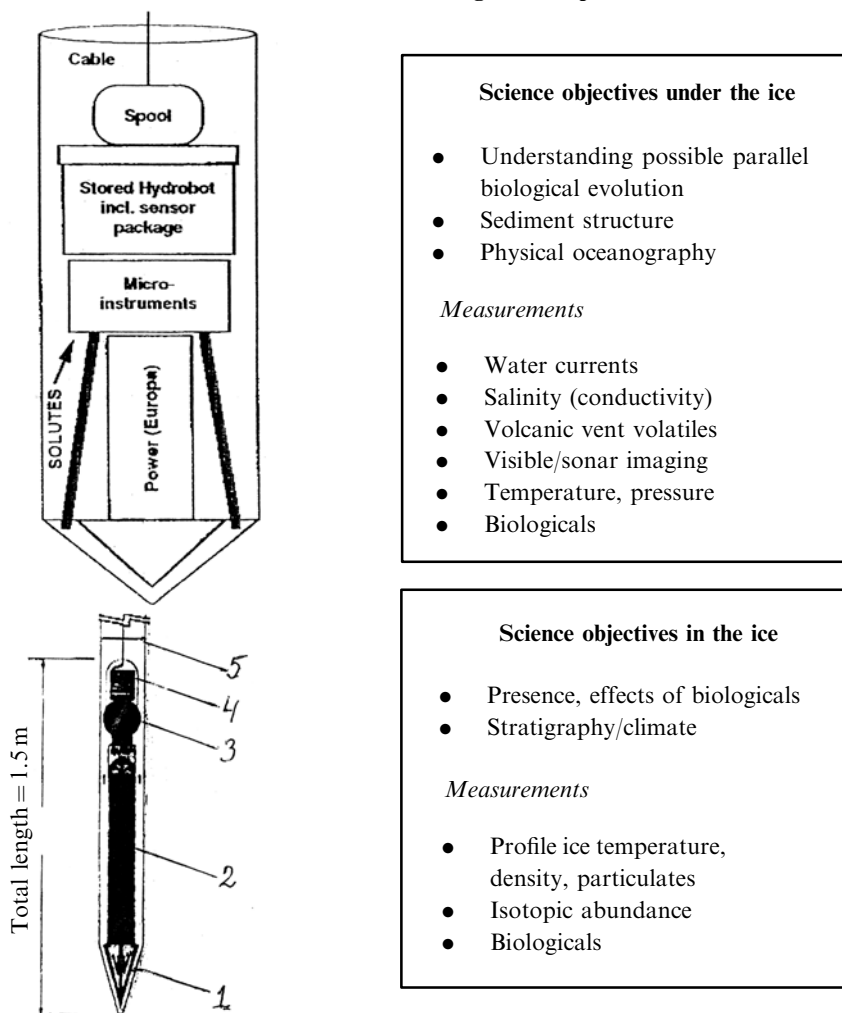 Cable
Spool
Stored Hydrobot
incl. sensor
package
Micro-
instruments
SOLUTES
Power (Europa)
5
4
3
2
1
Total length = 1.5 m
Science objectives under the ice
• Understanding possible parallel
biological evolution
• Sediment structure
• Physical oceanography
Measurements
• Water currents
• Salinity (conductivity)
• Volcanic vent volatiles
• Visible/sonar imaging
• Temperature, pressure
• Biologicals
Science objectives in the ice
• Presence, effects of biologicals
• Stratigraphy/climate
Measurements
• Profile ice temperature,
density, particulates
• Isotopic abundance
• Biologicals